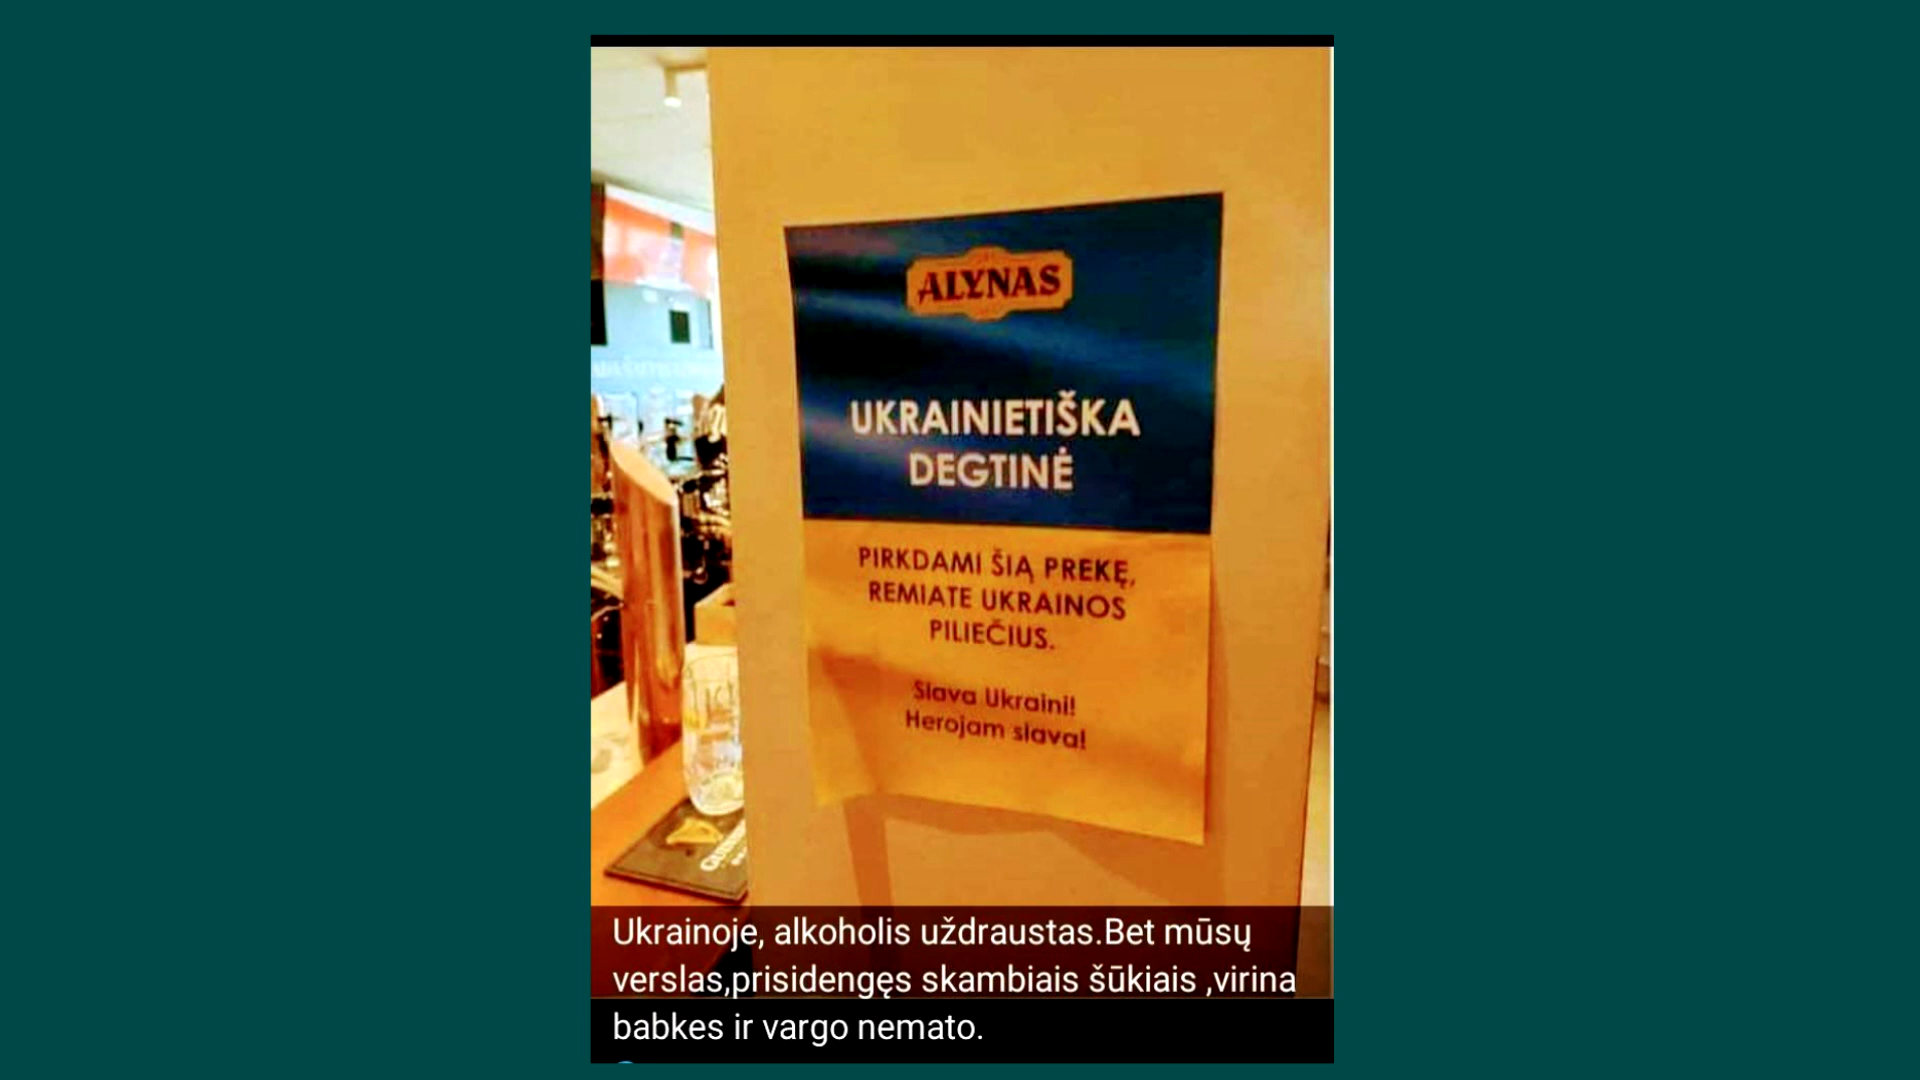 ALYNAS
UKRAINIETIŠKA
DEGTINĖ
PIRKDAMI ŠIĄ PREKĘ,
REMIATE UKRAINOS
PILIEČIUS.
Slava Ukraini!
Herojam slava!
Ukrainoje, alkoholis uždraustas.Bet mūsų
verslas,prisidengęs skambiais šūkiais ,virina
babkes ir vargo nemato.